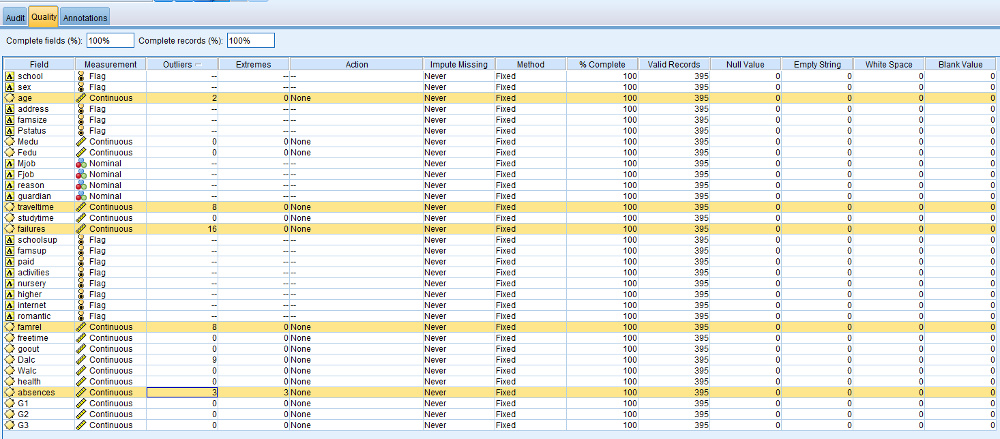 Audit Quality Annotations
Complete fields (%): 100% Complete records (%): 100%
Field Measurement Outliers Extremes Action Impute Missing Method % Complete Valid Records Null Value Empty String White Space Blank Value
A school Flag -- -- -- Never Fixed 100 395 0 0 0 0
A sex Flag -- -- -- Never Fixed 100 395 0 0 0 0
age Continuous 2 0 None Never Fixed 100 395 0 0 0 0
A address Flag -- -- -- Never Fixed 100 395 0 0 0 0
A famsize Flag -- -- -- Never Fixed 100 395 0 0 0 0
A Pstatus Flag -- -- -- Never Fixed 100 395 0 0 0 0
Medu Continuous 0 0 None Never Fixed 100 395 0 0 0 0
Fedu Continuous 0 0 None Never Fixed 100 395 0 0 0 0
A Mjob Nominal -- -- -- Never Fixed 100 395 0 0 0 0
A Fjob Nominal -- -- -- Never Fixed 100 395 0 0 0 0
A reason Nominal -- -- -- Never Fixed 100 395 0 0 0 0
A guardian Nominal -- -- -- Never Fixed 100 395 0 0 0 0
traveltime Continuous 8 0 None Never Fixed 100 395 0 0 0 0
studytime Continuous 0 0 None Never Fixed 100 395 0 0 0 0
failures Continuous 16 0 None Never Fixed 100 395 0 0 0 0
A schoolsup Flag -- -- -- Never Fixed 100 395 0 0 0 0
A famsup Flag -- -- -- Never Fixed 100 395 0 0 0 0
A paid Flag -- -- -- Never Fixed 100 395 0 0 0 0
A activities Flag -- -- -- Never Fixed 100 395 0 0 0 0
A nursery Flag -- -- -- Never Fixed 100 395 0 0 0 0
A higher Flag -- -- -- Never Fixed 100 395 0 0 0 0
A internet Flag -- -- -- Never Fixed 100 395 0 0 0 0
A romantic Flag -- -- -- Never Fixed 100 395 0 0 0 0
famrel Continuous 8 0 None Never Fixed 100 395 0 0 0 0
freetime Continuous 0 0 None Never Fixed 100 395 0 0 0 0
goout Continuous 0 0 None Never Fixed 100 395 0 0 0 0
Dalc Continuous 9 0 None Never Fixed 100 395 0 0 0 0
Walc Continuous 0 0 None Never Fixed 100 395 0 0 0 0
health Continuous 0 0 None Never Fixed 100 395 0 0 0 0
absences Continuous 3 3 None Never Fixed 100 395 0 0 0 0
G1 Continuous 0 0 None Never Fixed 100 395 0 0 0 0
G2 Continuous 0 0 None Never Fixed 100 395 0 0 0 0
G3 Continuous 0 0 None Never Fixed 100 395 0 0 0 0